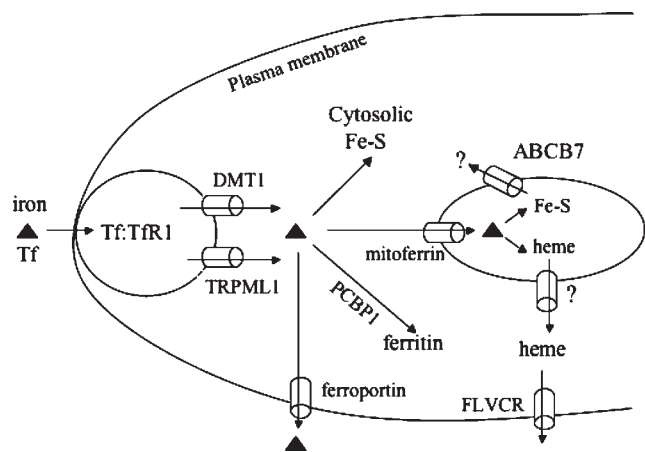 Plasma membrane
Cytosolic
Fe-S
ABCB7
?
DMT1
iron
Tf
Tf:TfR1
Fe-S
mitoferrin
heme
TRPML1
PCBP1
?
ferritin
heme
ferroportin
FLVCR